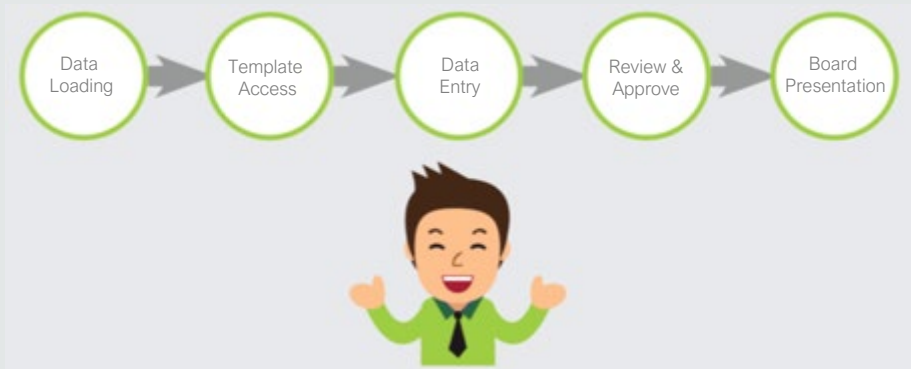 Data
Loading
Template
Access
Data
Entry
Review &
Approve
Board
Presentation